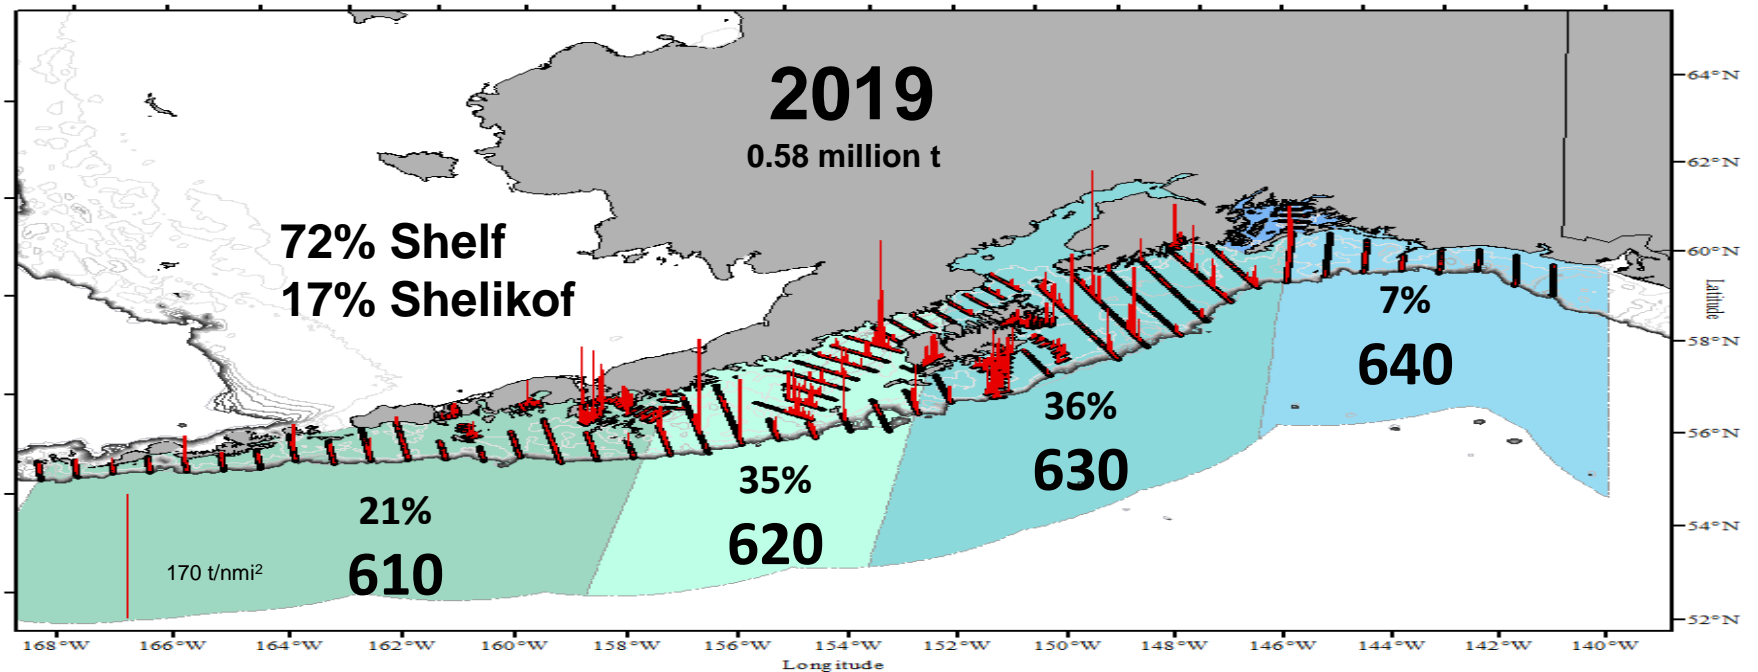 2019
0.58 million t
72% Shelf
17% Shelikof
7%
640
36%
630
35%
620
21%
610
170 t/nmi²
64°N
62°N
60°N
58°N
56°N
54°N
52°N
Latitude
168°W 166°W 164°W 162°W 160°W 158°W 156°W 154°W 152°W 150°W 148°W 146°W 144°W 142°W 140°W
Longitude